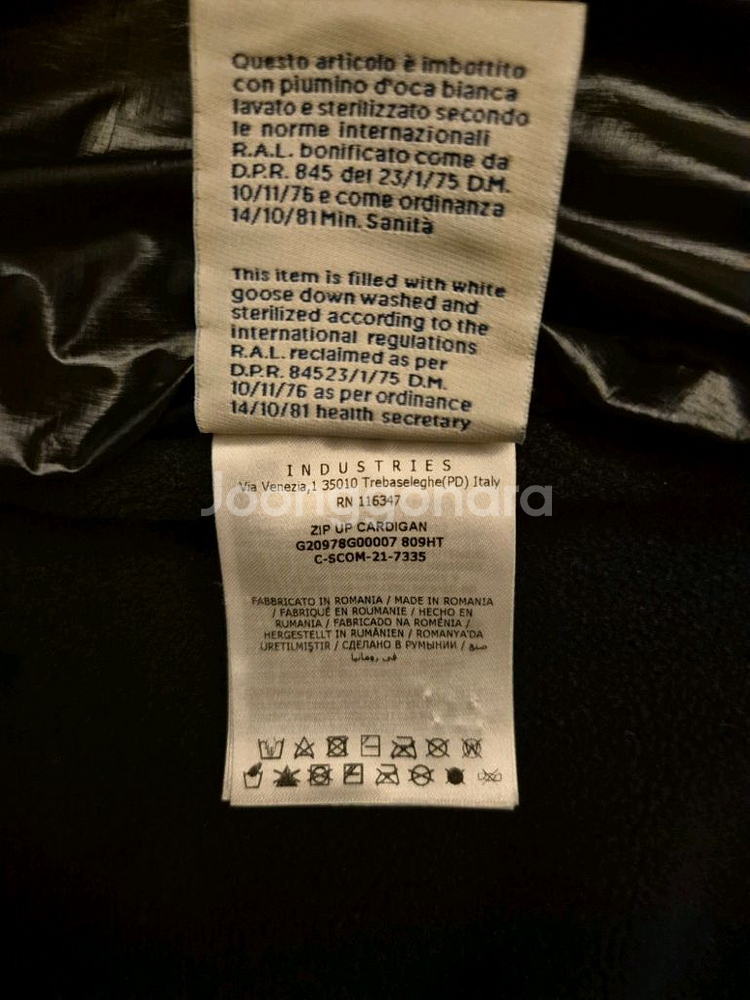 Questo articolo è imbottito
con piumino d'oca bianca
lavato e sterilizzato secondo
le norme internazionali
R.A.L. bonificato come da
D.P.R. 845 del 23/1/75 D.M.
10/11/76 e come ordinanza
14/10/81 Min. Sanità
This item is filled with white
goose down washed and
sterilized according to the
international regulations
R.A.L. reclaimed as per
D.P.R. 84523/1/75 D.M.
10/11/76 as per ordinance
14/10/81 health secretary
INDUSTRIES
Via Venezia,1 35010 Trebaseleghe(PD) Italy
Joonggonara
RN 116347
ZIP UP CARDIGAN
G20978G00007 809HT
C-SCOM-21-7335
FABBRICATO IN ROMANIA / MADE IN ROMANIA
/ FABRIQUÉ EN ROUMANIE / HECHO EN
RUMANIA / FABRICADO NA ROMÉNIA /
HERGESTELLT IN RUMÄNIEN / ROMANYA'DA
ÜRETILMIŞTIR / СДЕЛАНО В РУМЫНИИ / صنع
في رومانيا